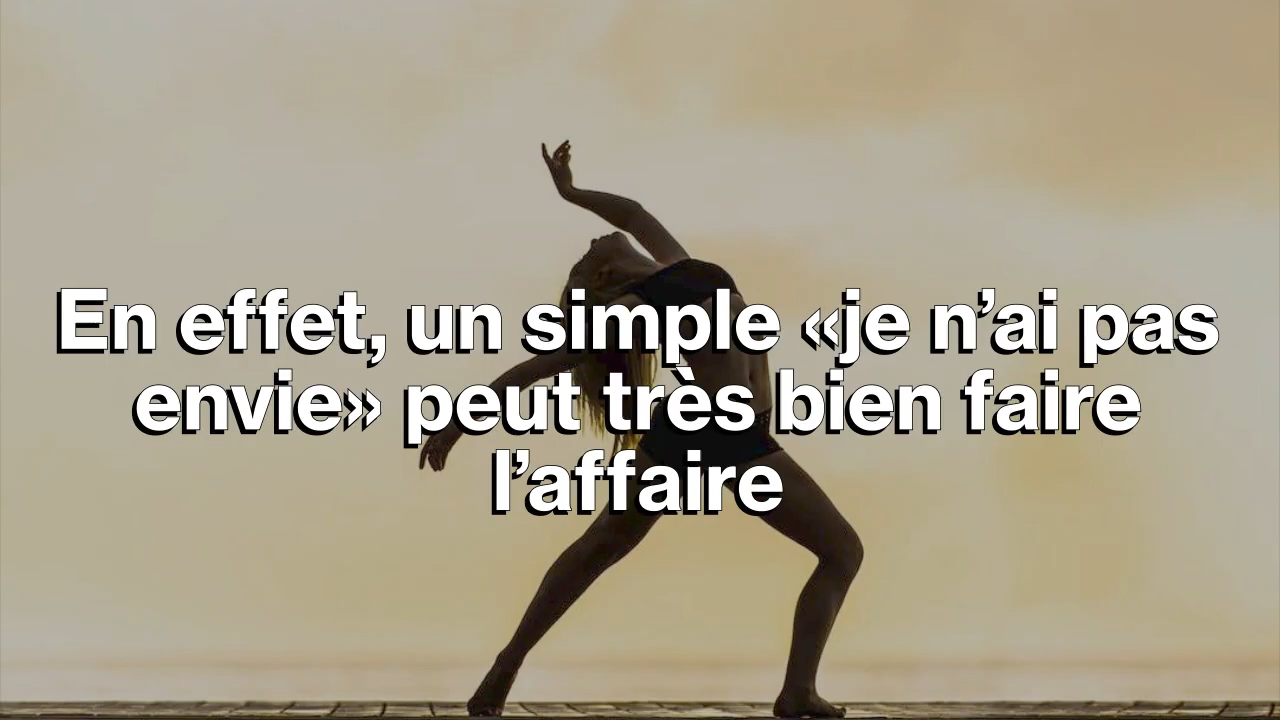 En effet, un simple «je n’ai pas
envie» peut très bien faire
l’affaire